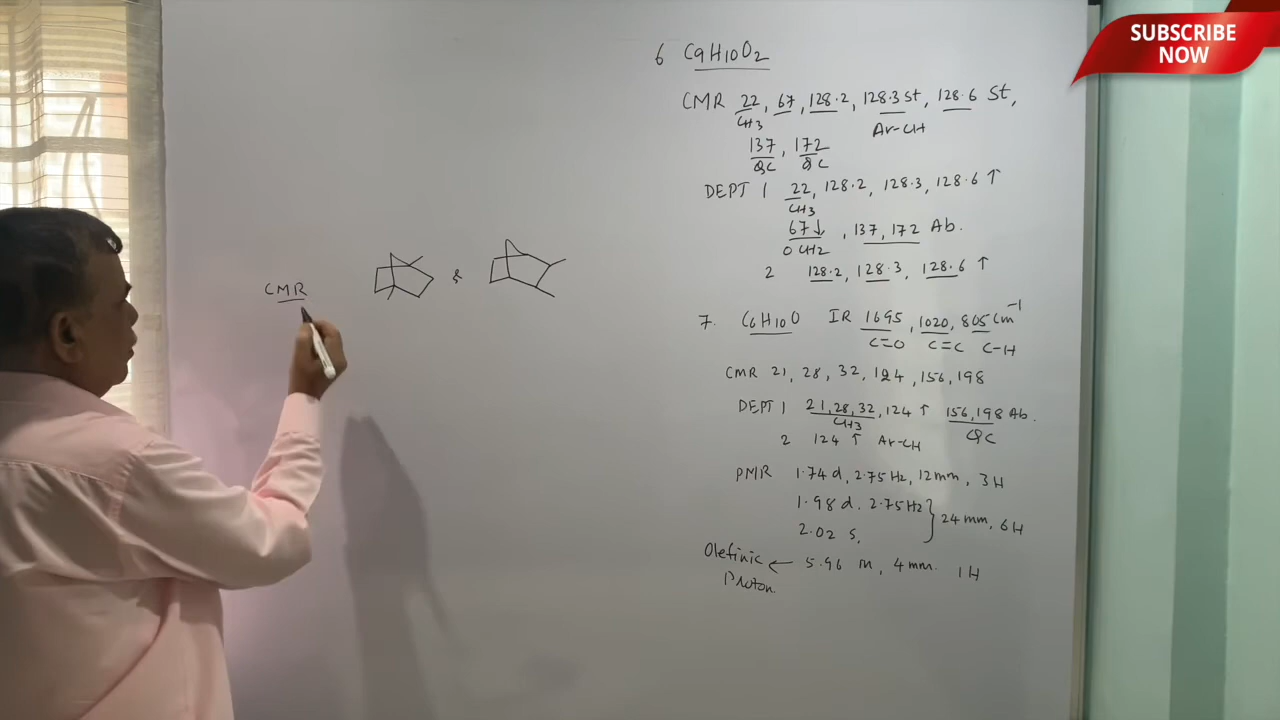 SUBSCRIBE
NOW
CMR
&
6 C9H10O2
CMR 22, 67, 128.2, 128.3 St, 128.6 St,
CH3 Ar-CH
137, 172
QC QC
DEPT 1 22, 128.2, 128.3, 128.6 ↑
CH3
67↓, 137, 172 Ab.
OCH2
2 128.2, 128.3, 128.6 ↑
7. C6H10O IR 1695, 1020, 805 Cm-1
C=O C=C C-H
CMR 21, 28, 32, 124, 156, 198
DEPT 1 21, 28, 32, 124 ↑ 156, 198 Ab.
CH3 QC
2 124 ↑ Ar-CH
PMR 1.74 d, 2.75 Hz, 12 mm, 3H
1.98 d, 2.75 Hz
2.02 s, } 24 mm, 6H
Olefinic ← 5.96 m, 4 mm. 1H
Proton